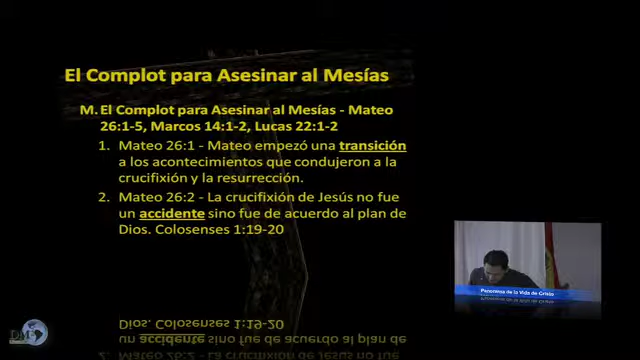 El Complot para Asesinar al Mesías
M. El Complot para Asesinar al Mesías - Mateo
26:1-5, Marcos 14:1-2, Lucas 22:1-2
1. Mateo 26:1 - Mateo empezó una transición
a los acontecimientos que condujeron a la
crucifixión y la resurrección.
2. Mateo 26:2 - La crucifixión de Jesús no fue
un accidente sino fue de acuerdo al plan de
Dios. Colosenses 1:19-20
Panorama de la Vida de Cristo